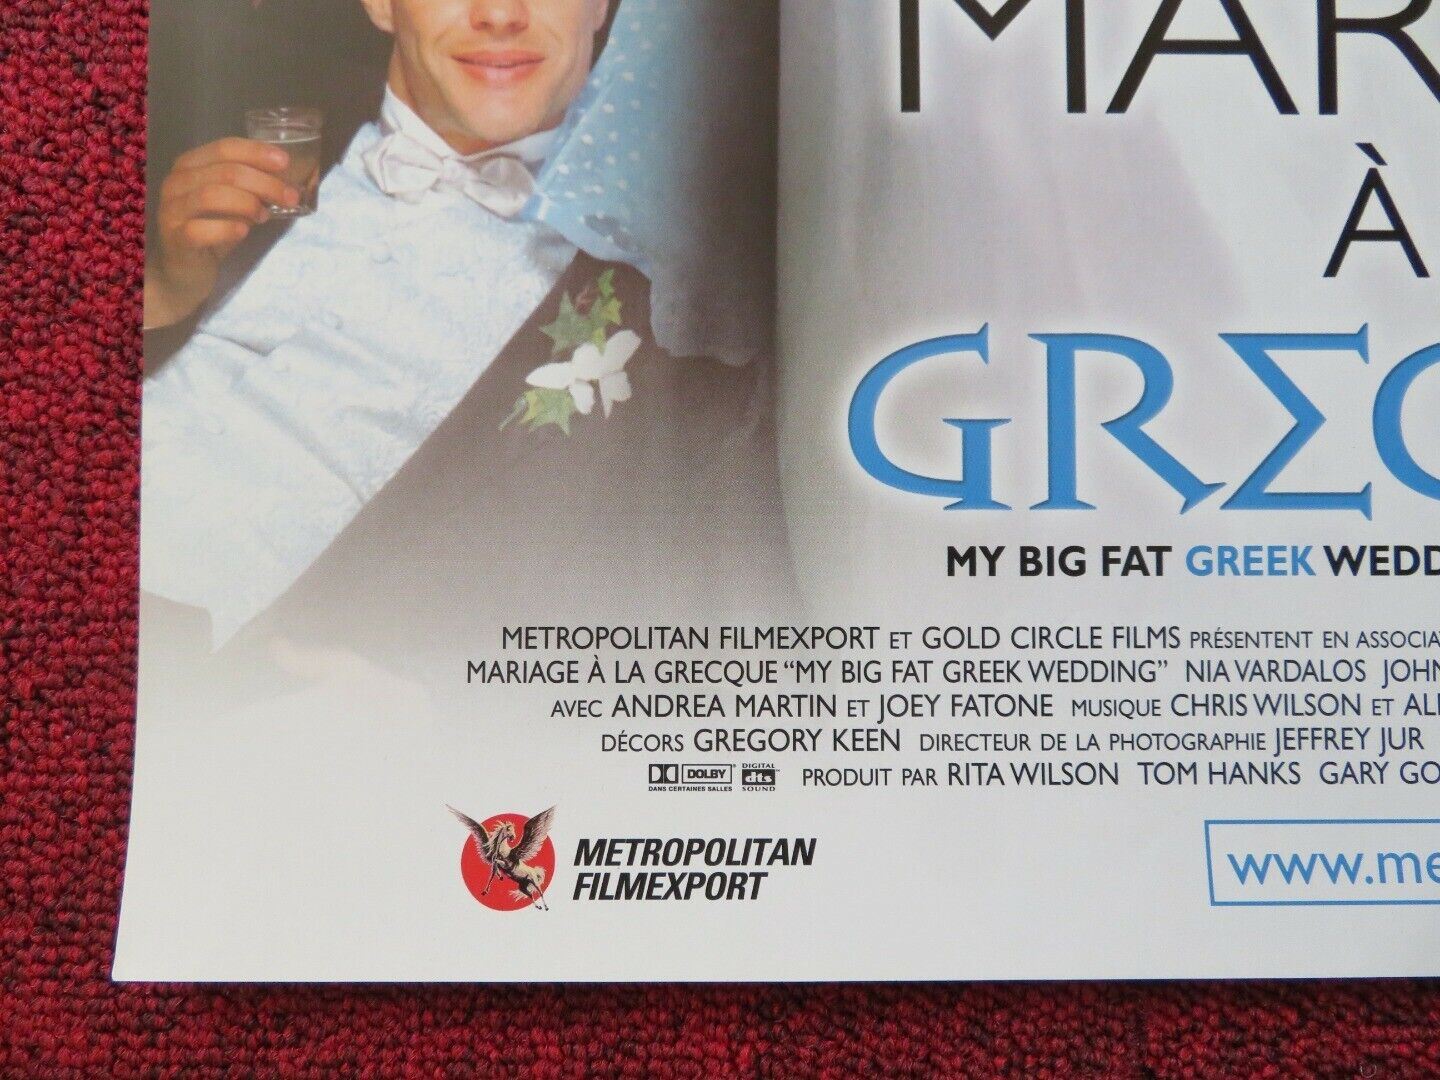 MAR
À
GRΣC
MY BIG FAT GREEK WEDD
METROPOLITAN FILMEXPORT ET GOLD CIRCLE FILMS PRÉSENTENT EN ASSOCIAT
MARIAGE À LA GRECQUE "MY BIG FAT GREEK WEDDING" NIA VARDALOS JOHN
AVEC ANDREA MARTIN ET JOEY FATONE MUSIQUE CHRIS WILSON ET
DÉCORS GREGORY KEEN DIRECTEUR DE LA PHOTOGRAPHIE JEFFREY JUR
DOLBY DIGITAL dts SOUND PRODUIT PAR RITA WILSON TOM HANKS GARY GO
DANS CERTAINES SALLES
METROPOLITAN
FILMEXPORT
www.me